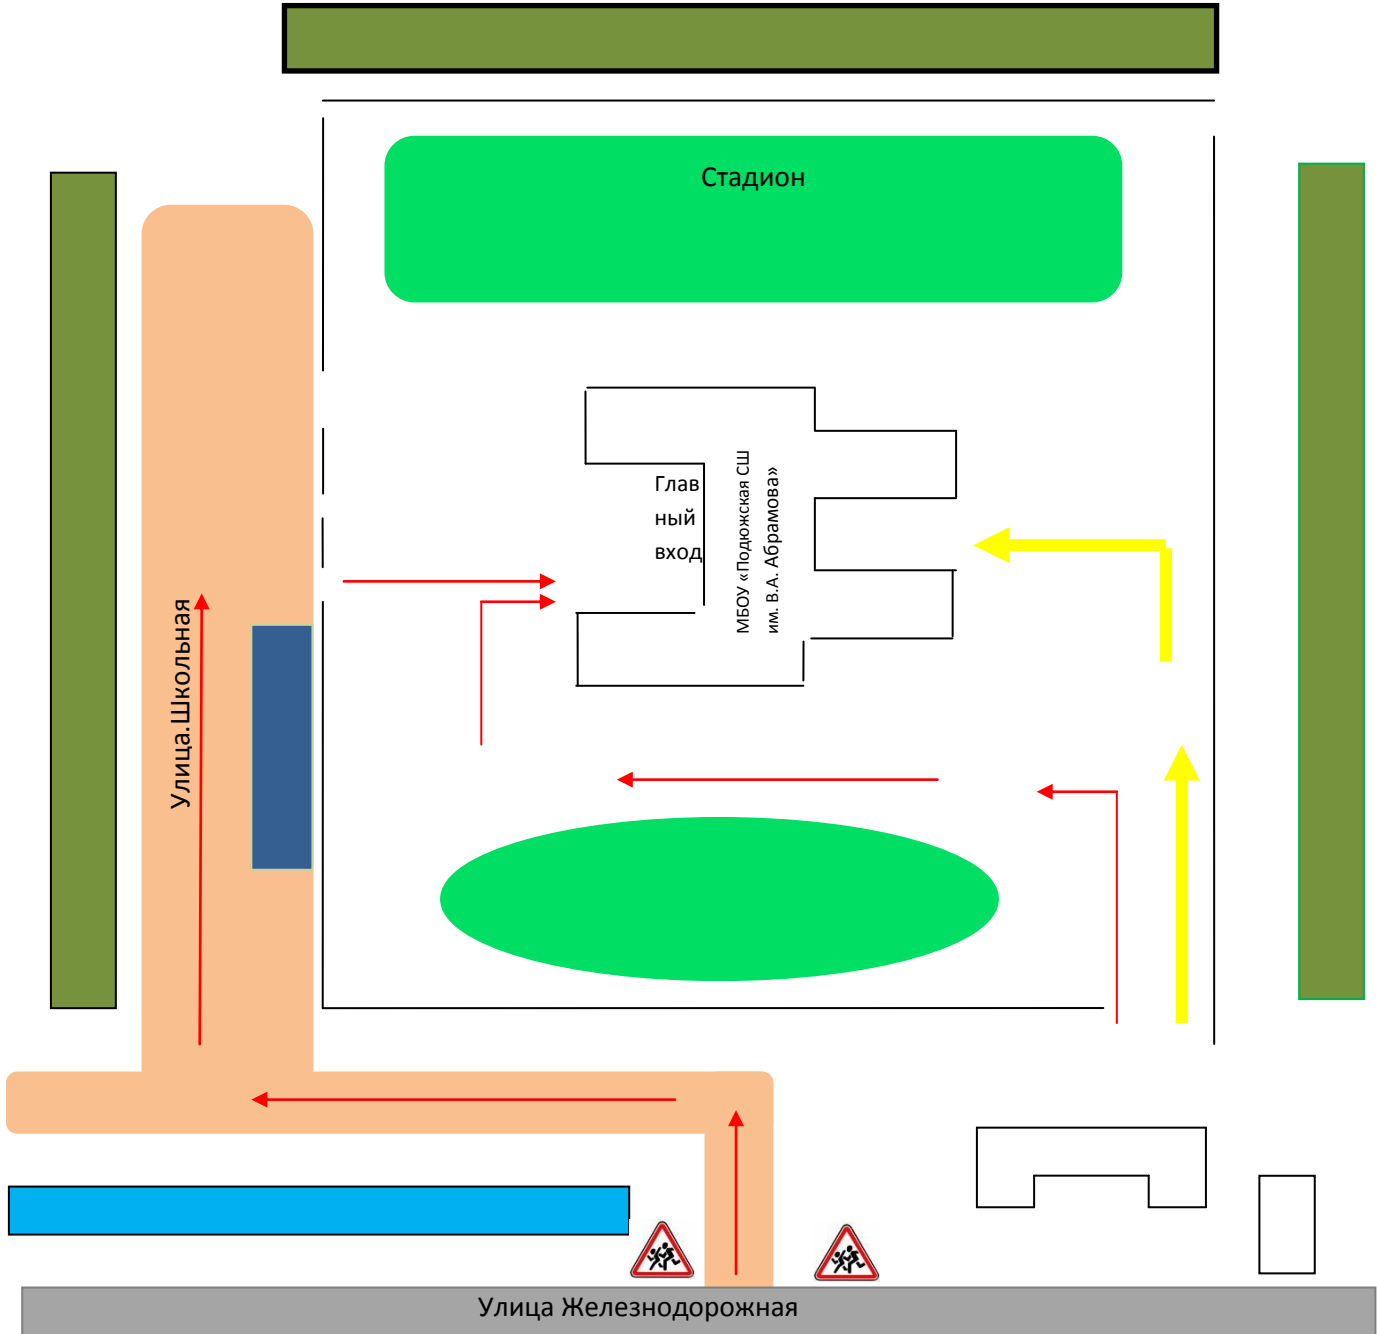 Стадион
Глав
ный
вход
МБОУ «Подюжская СШ
им. В.А. Абрамова»
Улица.Школьная
Улица Железнодорожная